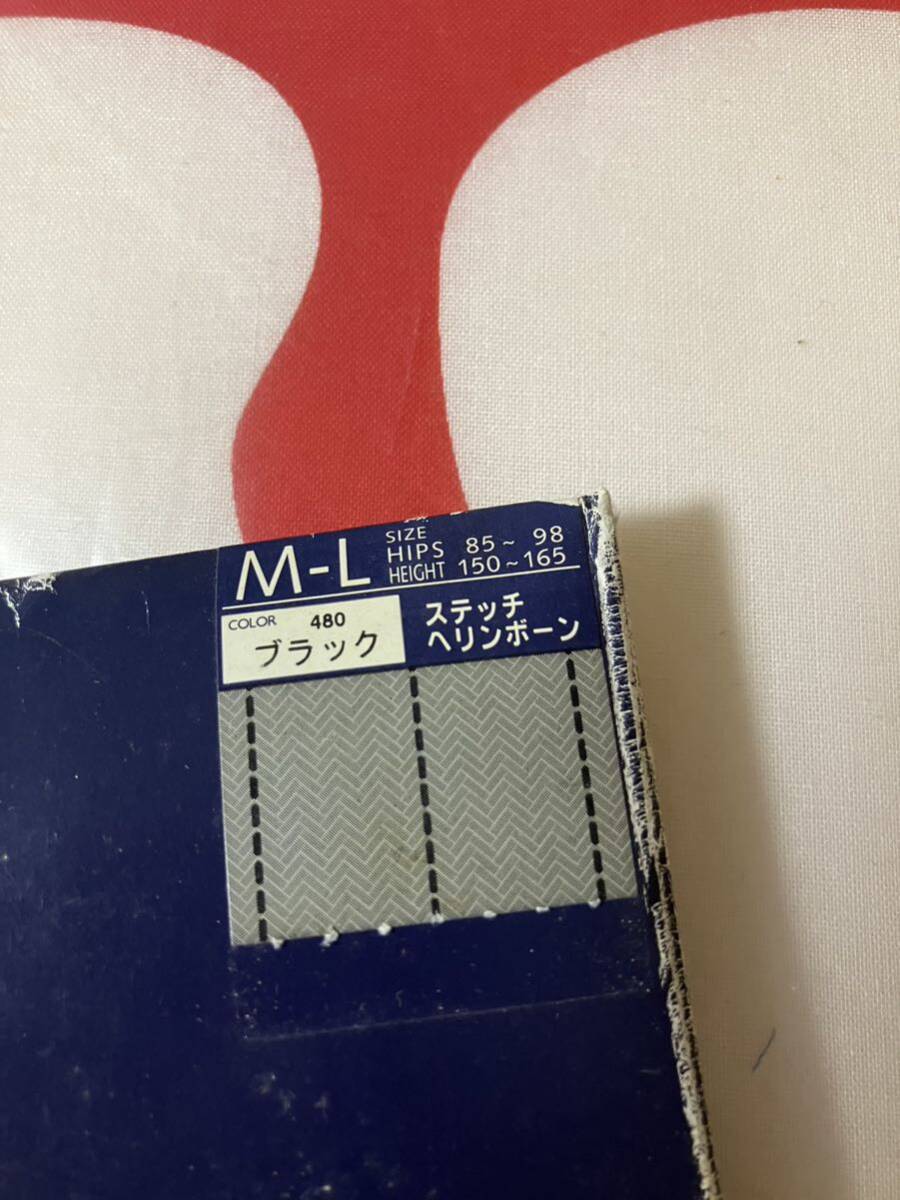 M-L
SIZE
HIPS 85~98
HEIGHT 150~165
COLOR 480
ブラック
ステッチ
ヘリンボーン